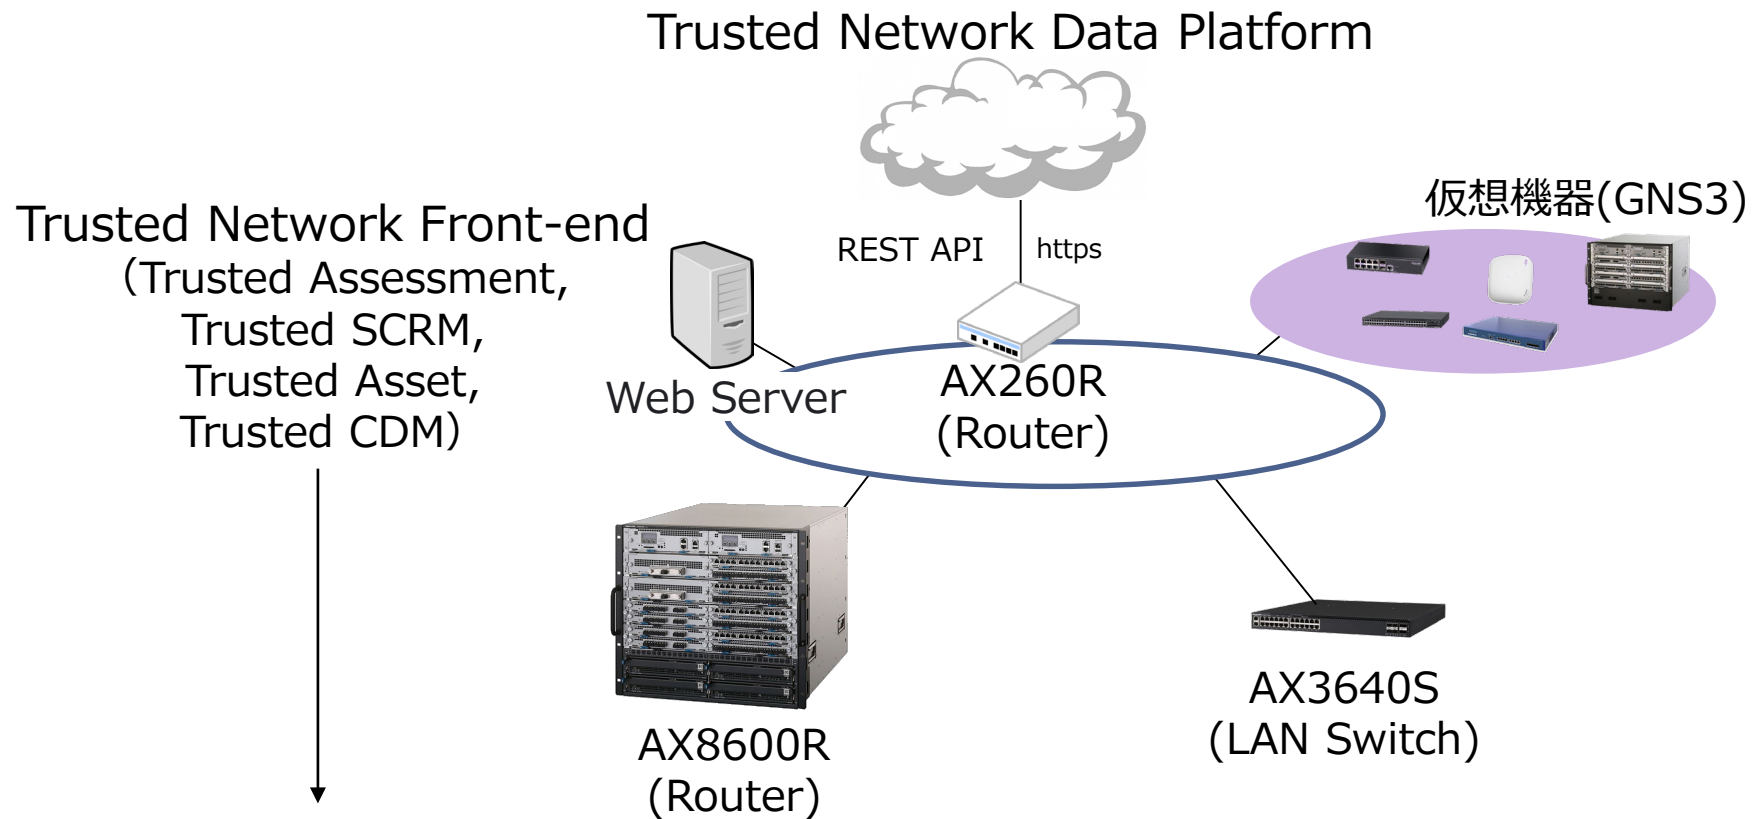 Trusted Network Data Platform
仮想機器(GNS3)
Trusted Network Front-end
（Trusted Assessment,
Trusted SCRM,
Trusted Asset,
Trusted CDM）
REST API
https
Web Server
AX260R
(Router)
AX8600R
(Router)
AX3640S
(LAN Switch)